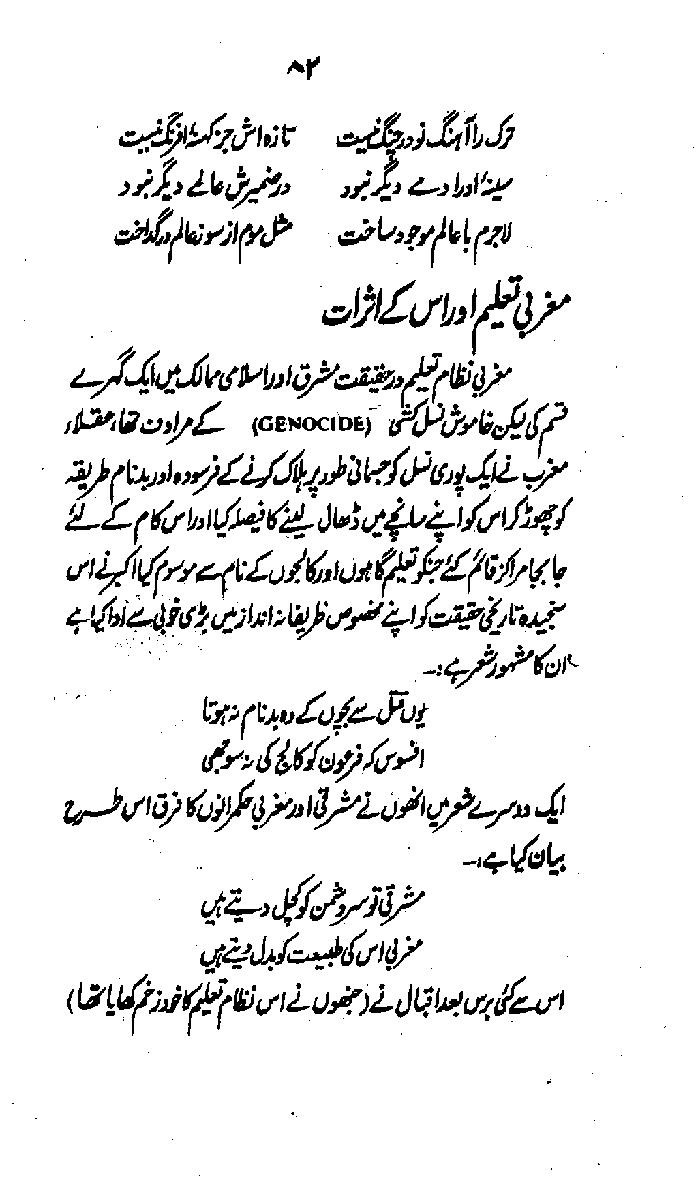 ۸۲
ترک را آہنگ نو در چنگ نیست تازہ اش جز کہنۂ افرنگ نیست
سینۂ او را دمے دیگر نبود در ضمیرش عالمے دیگر نبود
لاجرم با عالم موجود ساخت مثل موم از سوز عالم در گداخت
مغربی تعلیم اور اس کے اثرات
مغربی نظام تعلیم درحقیقت مشرق اور اسلامی ممالک میں ایک گہرے
قسم کی لیکن خاموش نسل کشی (GENOCIDE) کے مرادف تھا، عقلاء
مغرب نے ایک پوری نسل کو جسمانی طور پر ہلاک کرنے کے فرسودہ اور بدنام طریقہ
کو چھوڑ کر اس کو اپنے سانچے میں ڈھال لینے کا فیصلہ کیا اور اس کام کے لئے
جا بجا مراکز قائم کئے جنکو تعلیم گاہوں اور کالجوں کے نام سے موسوم کیا اکبر نے اس
سنجیدہ تاریخی حقیقت کو اپنے مخصوص ظریفانہ انداز میں بڑی خوبی سے ادا کیا ہے
ان کا مشہور شعر ہے:۔
یوں قتل سے بچوں کے وہ بدنام نہ ہوتا
افسوس کہ فرعون کو کالج کی نہ سوجھی
ایک دوسرے شعر میں انھوں نے مشرقی اور مغربی حکمرانوں کا فرق اس طرح
بیان کیا ہے:۔
مشرقی تو سر دشمن کو کچل دیتے ہیں
مغربی اس کی طبیعت کو بدل دیتے ہیں
اس سے کئی برس بعد اقبال نے (جنھوں نے اس نظام تعلیم کا خود زخم کھایا تھا)